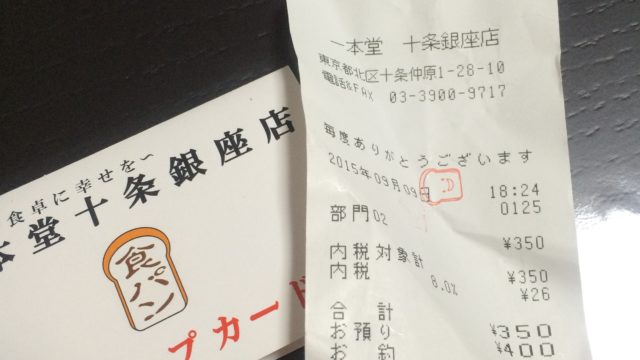 食卓に幸せを～
本堂十条銀座店
食パン
プカード
一本堂 十条銀座店
東京都北区十条仲原1-28-10
電話&FAX 03-3900-9717
毎度ありがとうございます
2015年09月09日 18:24
0125
部門02 ¥350
内税対象計 ¥350
内税 8.0% ¥26
合計 ¥350
お預り ¥400
お釣